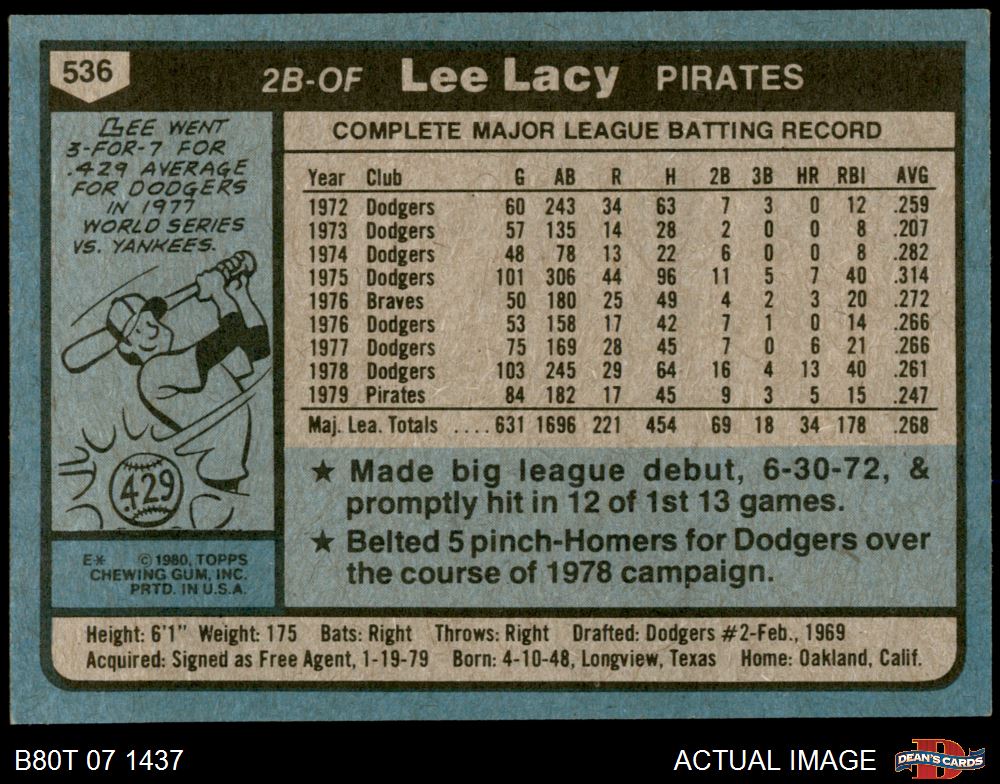 536
2B-OF Lee Lacy PIRATES
LEE WENT
3-FOR-7 FOR
.429 AVERAGE
FOR DODGERS
IN 1977
WORLD SERIES
VS. YANKEES.
.429
E* © 1980, TOPPS
CHEWING GUM, INC.
PRTD. IN U.S.A.
COMPLETE MAJOR LEAGUE BATTING RECORD
Year Club G AB R H 2B 3B HR RBI AVG
1972 Dodgers 60 243 34 63 7 3 0 12 .259
1973 Dodgers 57 135 14 28 2 0 0 8 .207
1974 Dodgers 48 78 13 22 6 0 0 8 .282
1975 Dodgers 101 306 44 96 11 5 7 40 .314
1976 Braves 50 180 25 49 4 2 3 20 .272
1976 Dodgers 53 158 17 42 7 1 0 14 .266
1977 Dodgers 75 169 28 45 7 0 6 21 .266
1978 Dodgers 103 245 29 64 16 4 13 40 .261
1979 Pirates 84 182 17 45 9 3 5 15 .247
Maj. Lea. Totals .... 631 1696 221 454 69 18 34 178 .268
★ Made big league debut, 6-30-72, &
promptly hit in 12 of 1st 13 games.
★ Belted 5 pinch-Homers for Dodgers over
the course of 1978 campaign.
Height: 6'1" Weight: 175 Bats: Right Throws: Right Drafted: Dodgers #2-Feb., 1969
Acquired: Signed as Free Agent, 1-19-79 Born: 4-10-48, Longview, Texas Home: Oakland, Calif.
B80T 07 1437
ACTUAL IMAGE
D
DEAN'S CARDS